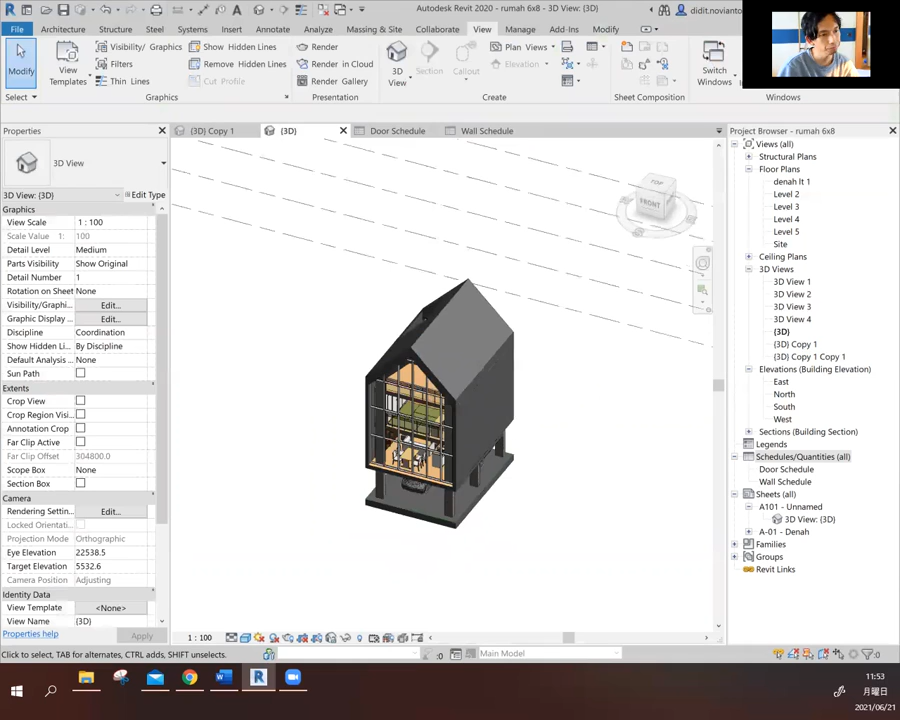 Autodesk Revit 2020 - rumah 6x8 - 3D View: {3D}
didit.novianto
File
Architecture
Structure
Steel
Systems
Insert
Annotate
Analyze
Massing & Site
Collaborate
View
Manage
Add-Ins
Modify
Modify
Select
View
Templates
Visibility/ Graphics
Filters
Thin Lines
Show Hidden Lines
Remove Hidden Lines
Cut Profile
Graphics
Render
Render in Cloud
Render Gallery
Presentation
3D
View
Section
Callout
Plan Views
Elevation
Create
Sheet Composition
Switch
Windows
Windows
Properties
{3D} Copy 1
{3D}
Door Schedule
Wall Schedule
Project Browser - rumah 6x8
3D View
3D View: {3D}
Edit Type
Graphics
View Scale 1 : 100
Scale Value 1: 100
Detail Level Medium
Parts Visibility Show Original
Detail Number 1
Rotation on Sheet None
Visibility/Graphi... Edit...
Graphic Display ... Edit...
Discipline Coordination
Show Hidden Li... By Discipline
Default Analysis ... None
Sun Path
Extents
Crop View
Crop Region Visi...
Annotation Crop
Far Clip Active
Far Clip Offset 304800.0
Scope Box None
Section Box
Camera
Rendering Settin... Edit...
Locked Orientati...
Projection Mode Orthographic
Eye Elevation 22538.5
Target Elevation 5532.6
Camera Position Adjusting
Identity Data
View Template <None>
View Name {3D}
Properties help
Apply
TOP
FRONT
Views (all)
Structural Plans
Floor Plans
denah lt 1
Level 2
Level 3
Level 4
Level 5
Site
Ceiling Plans
3D Views
3D View 1
3D View 2
3D View 3
3D View 4
{3D}
{3D} Copy 1
{3D} Copy 1 Copy 1
Elevations (Building Elevation)
East
North
South
West
Sections (Building Section)
Legends
Schedules/Quantities (all)
Door Schedule
Wall Schedule
Sheets (all)
A101 - Unnamed
3D View: {3D}
A-01 - Denah
Families
Groups
Revit Links
1 : 100
Click to select, TAB for alternates, CTRL adds, SHIFT unselects.
:0
Main Model
:0
11:53
月曜日
2021/06/21